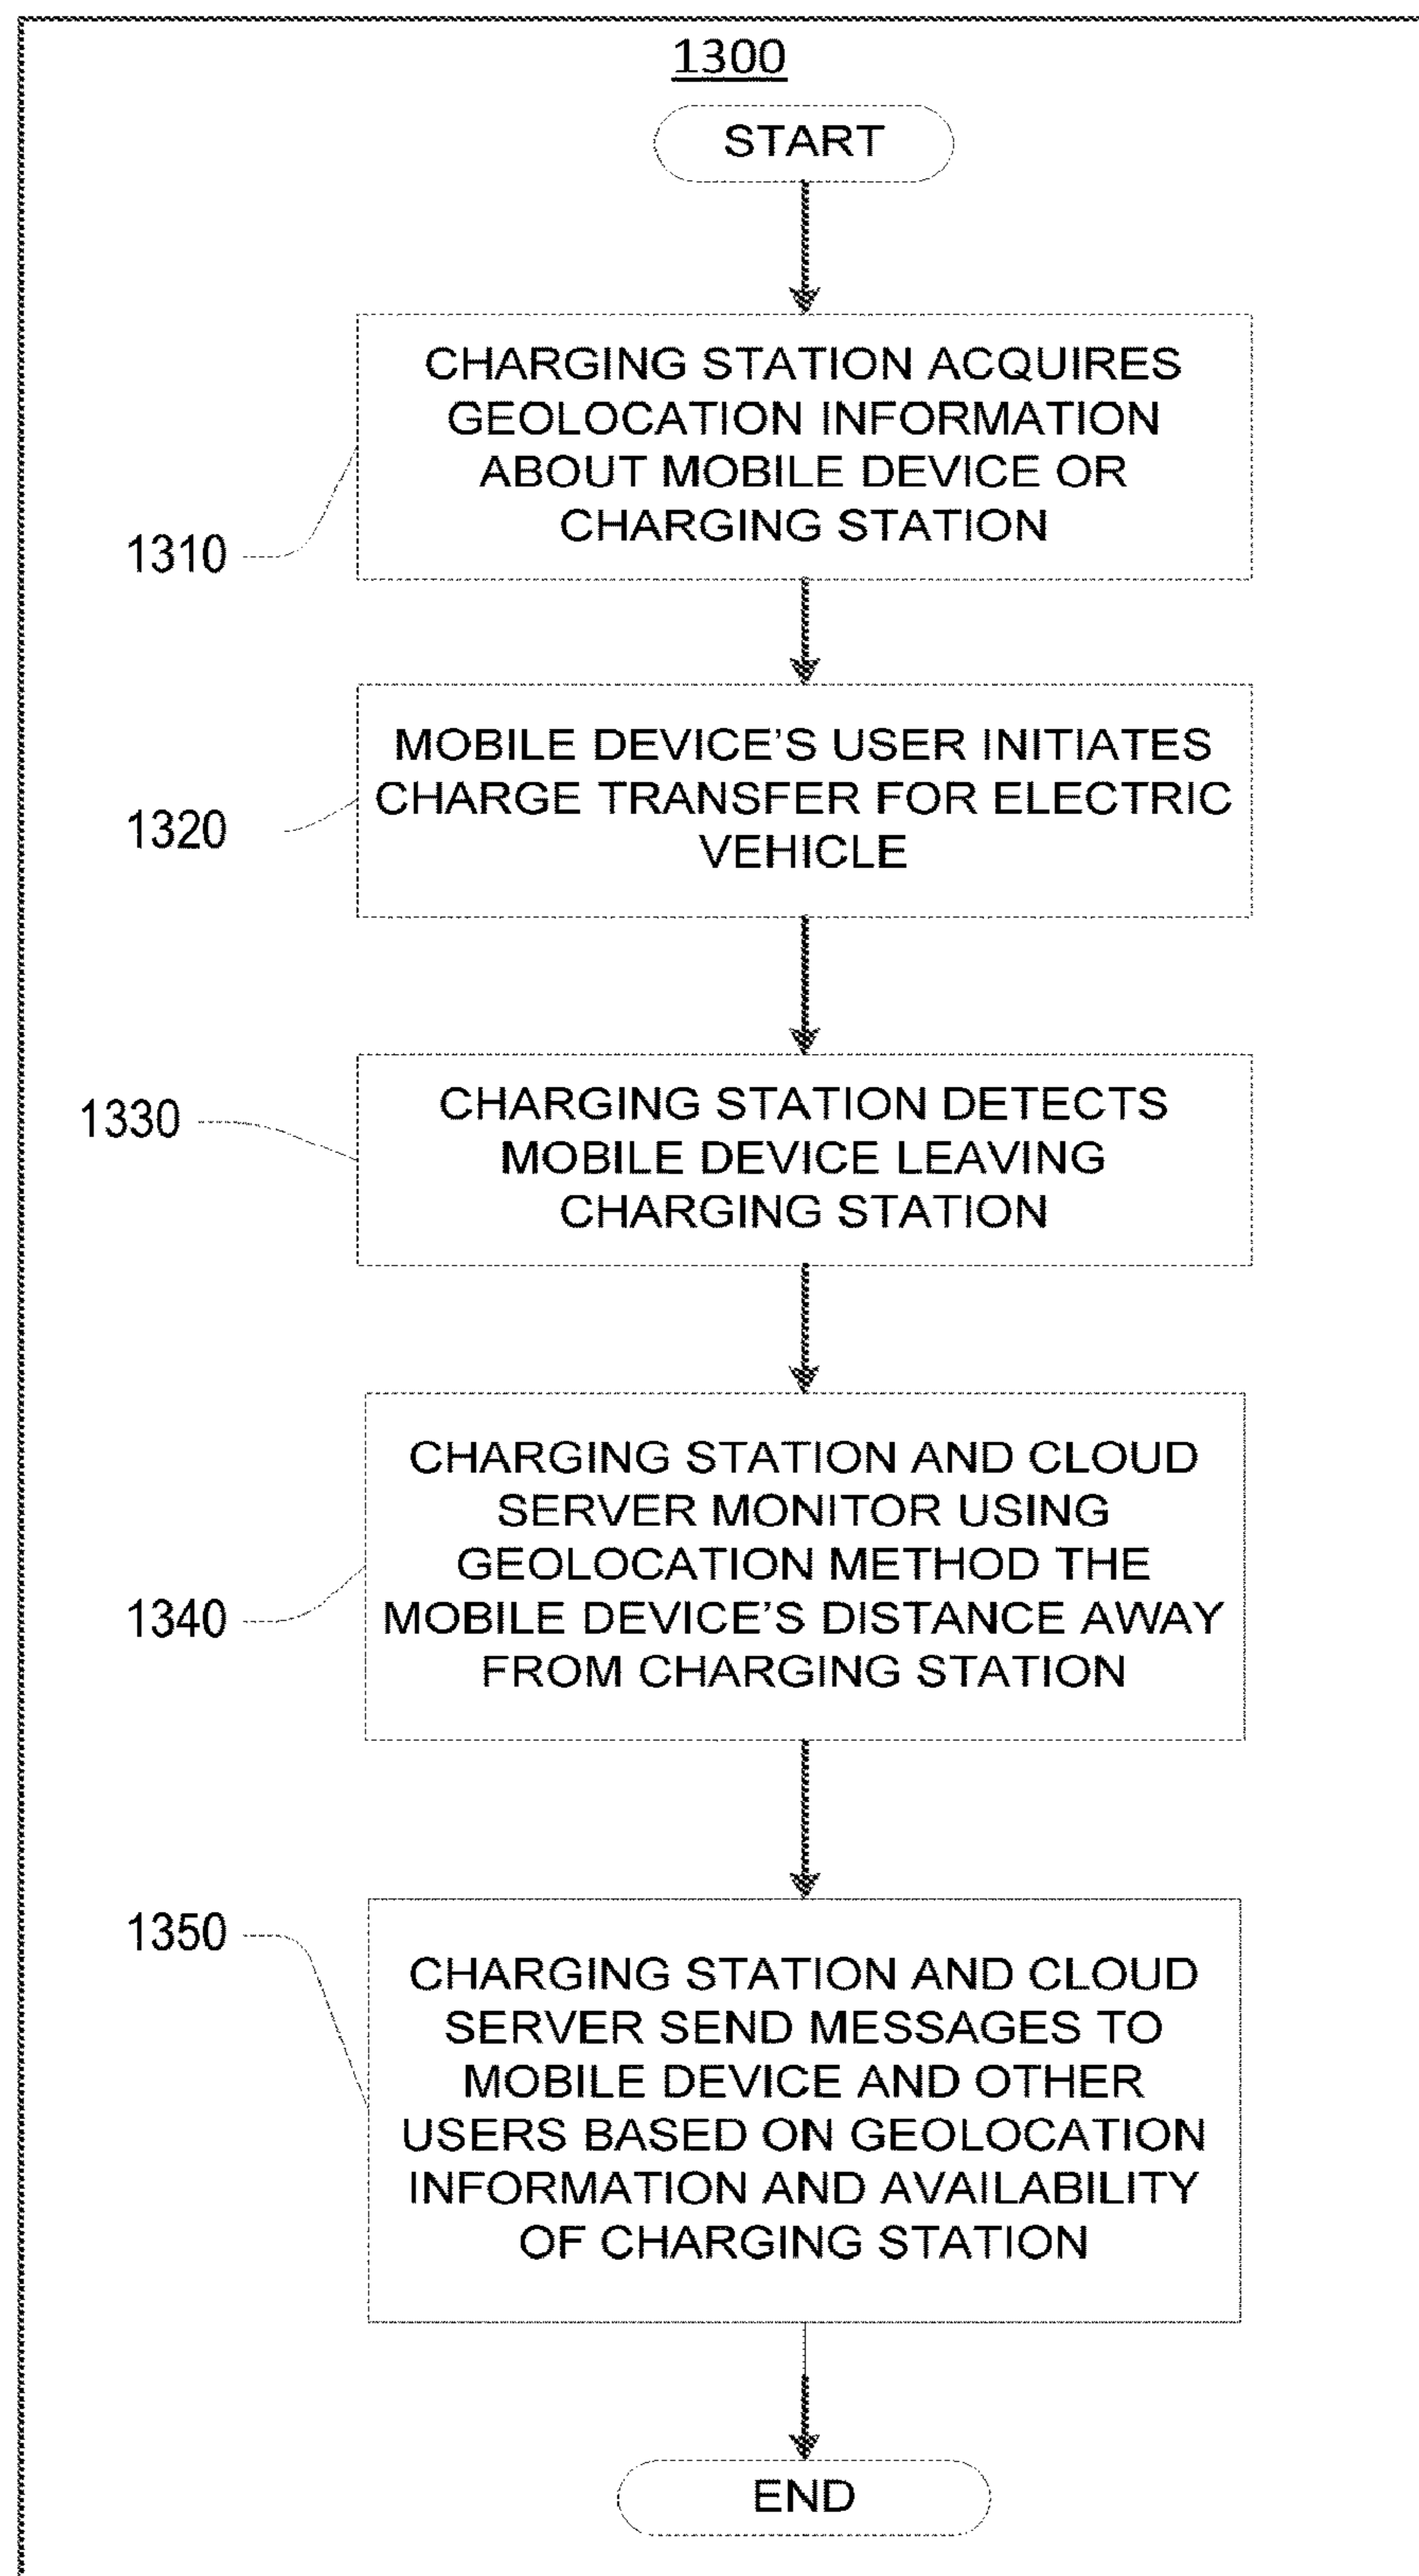 1300
START
CHARGING STATION ACQUIRES
GEOLOCATION INFORMATION
ABOUT MOBILE DEVICE OR
CHARGING STATION
1310
MOBILE DEVICE'S USER INITIATES
CHARGE TRANSFER FOR ELECTRIC
VEHICLE
1320
CHARGING STATION DETECTS
MOBILE DEVICE LEAVING
CHARGING STATION
1330
CHARGING STATION AND CLOUD
SERVER MONITOR USING
GEOLOCATION METHOD THE
MOBILE DEVICE'S DISTANCE AWAY
FROM CHARGING STATION
1340
CHARGING STATION AND CLOUD
SERVER SEND MESSAGES TO
MOBILE DEVICE AND OTHER
USERS BASED ON GEOLOCATION
INFORMATION AND AVAILABILITY
OF CHARGING STATION
1350
END